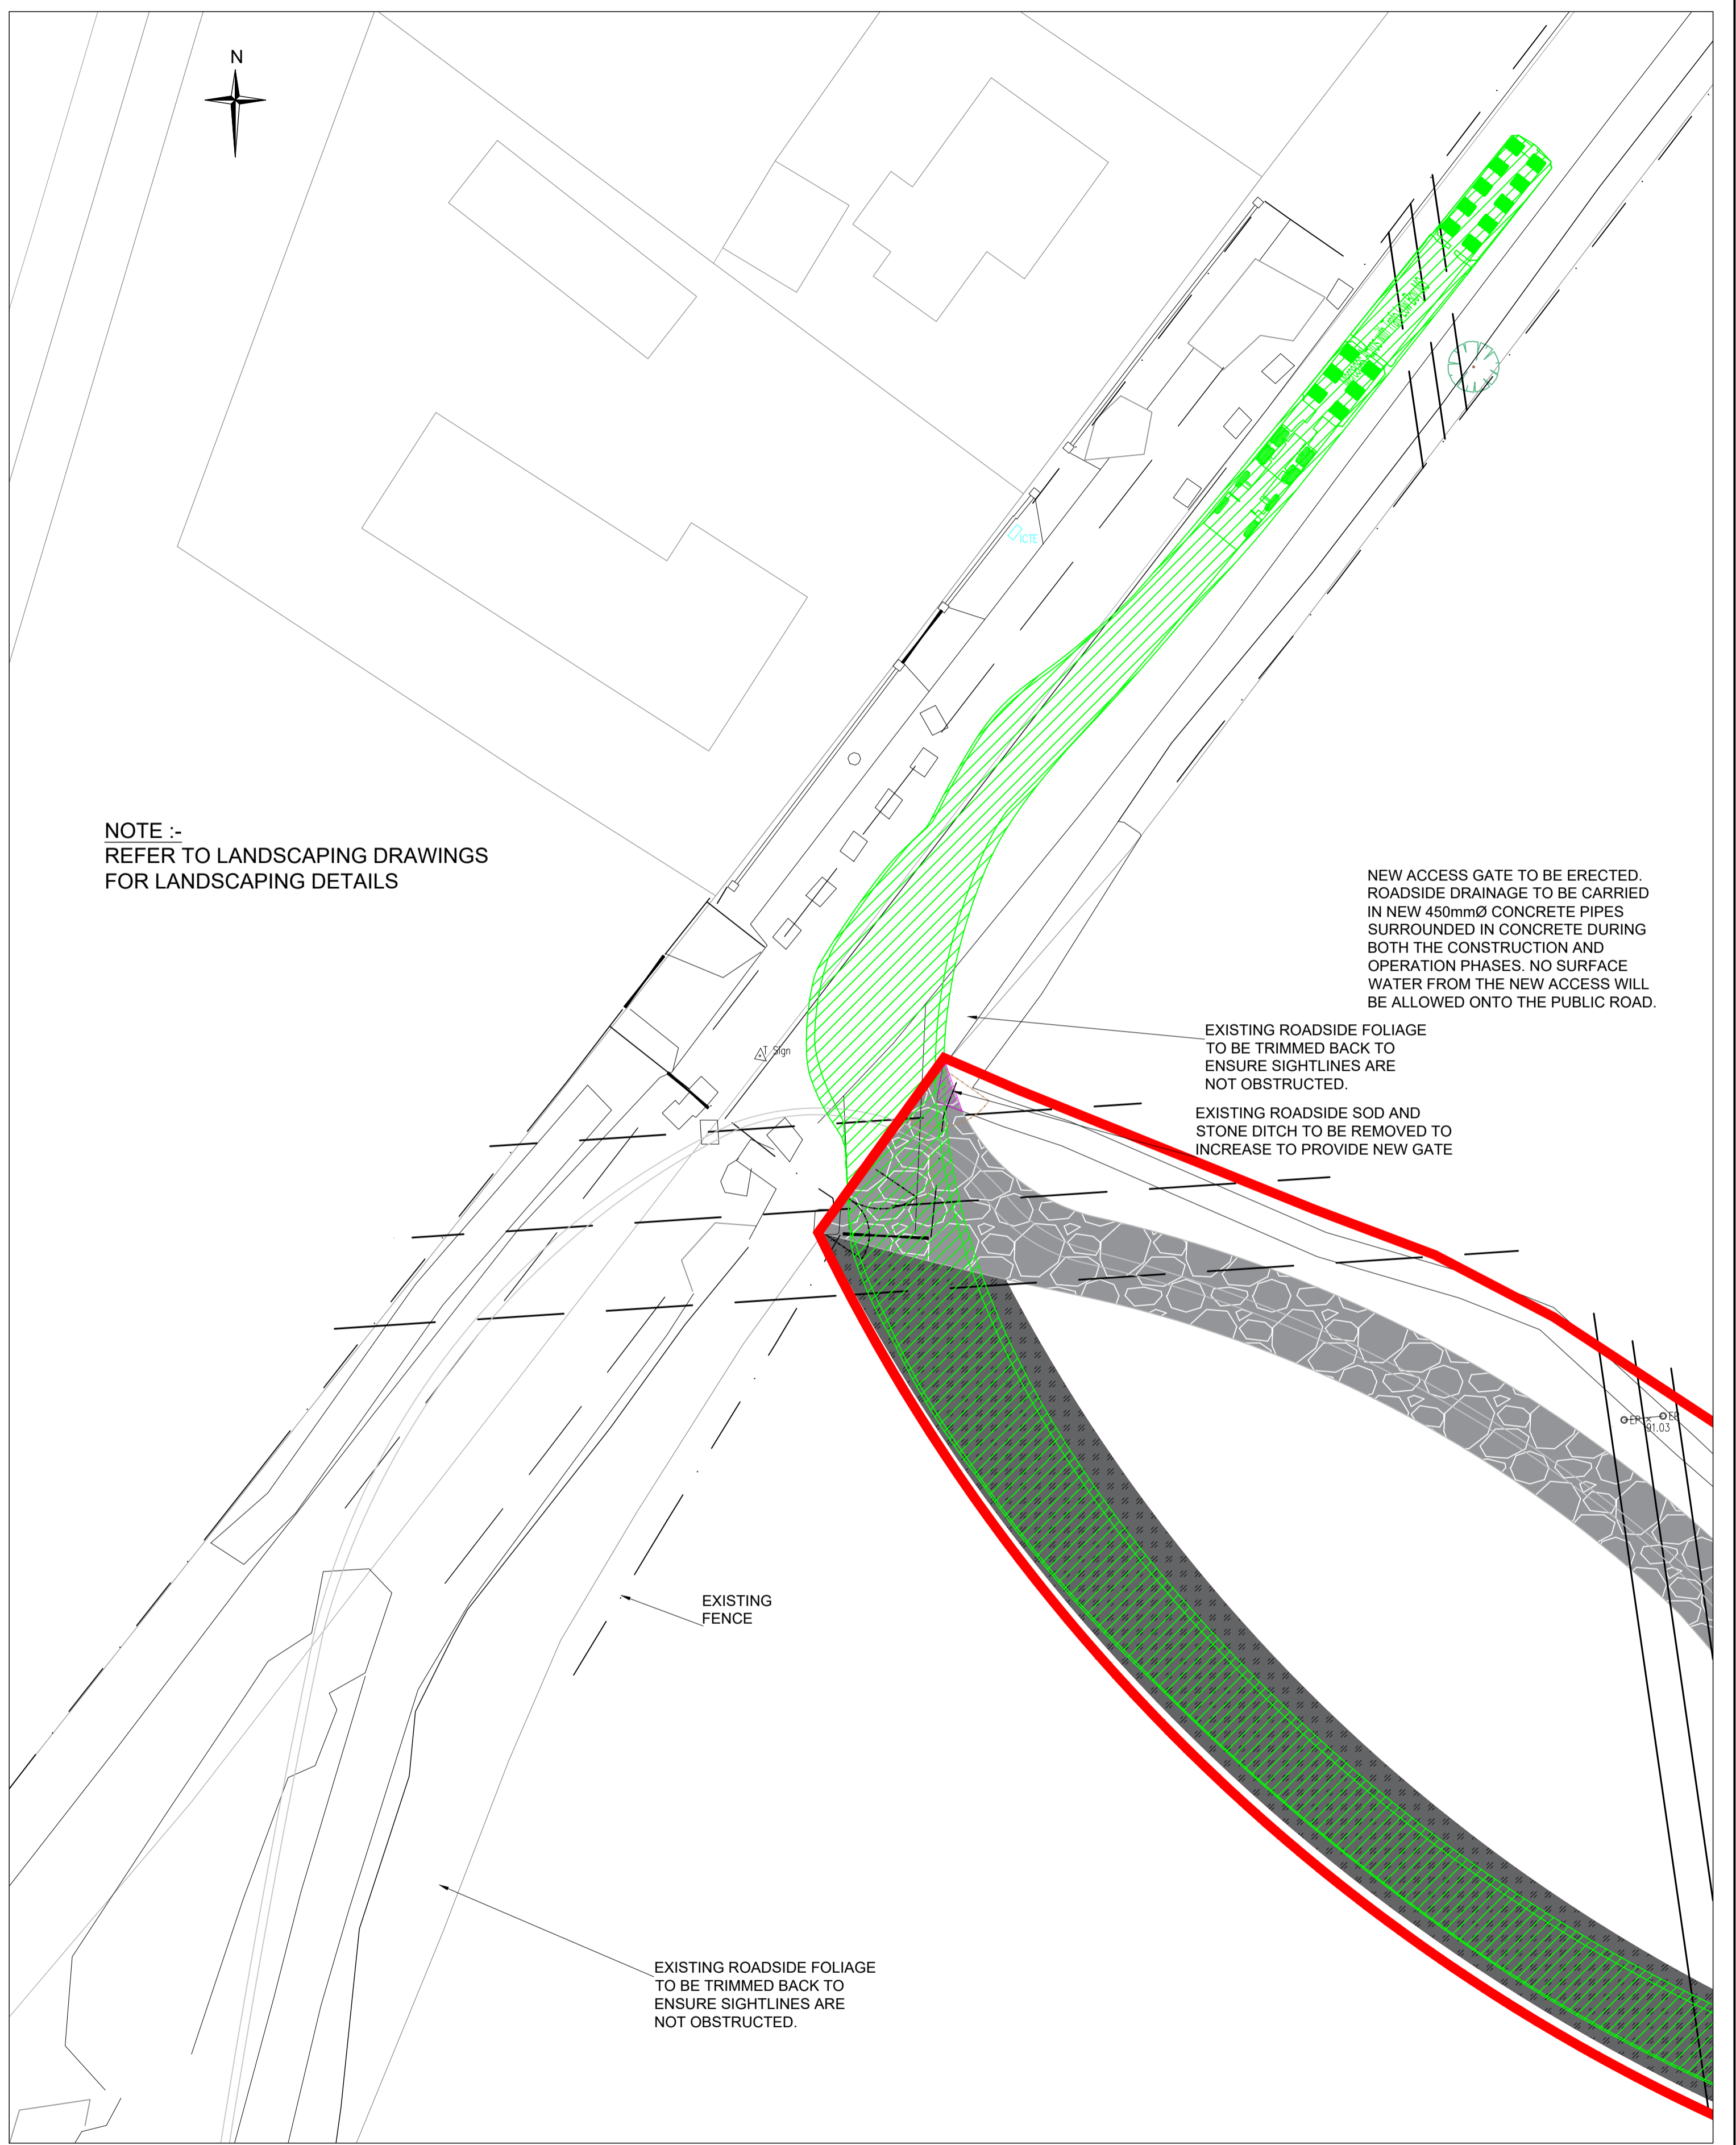 N
ICTE
NOTE :-
REFER TO LANDSCAPING DRAWINGS
FOR LANDSCAPING DETAILS
NEW ACCESS GATE TO BE ERECTED.
ROADSIDE DRAINAGE TO BE CARRIED
IN NEW 450mmØ CONCRETE PIPES
SURROUNDED IN CONCRETE DURING
BOTH THE CONSTRUCTION AND
OPERATION PHASES. NO SURFACE
WATER FROM THE NEW ACCESS WILL
BE ALLOWED ONTO THE PUBLIC ROAD.
EXISTING ROADSIDE FOLIAGE
TO BE TRIMMED BACK TO
ENSURE SIGHTLINES ARE
NOT OBSTRUCTED.
T Sign
EXISTING ROADSIDE SOD AND
STONE DITCH TO BE REMOVED TO
INCREASE TO PROVIDE NEW GATE
EP
91.03
EXISTING
FENCE
EXISTING ROADSIDE FOLIAGE
TO BE TRIMMED BACK TO
ENSURE SIGHTLINES ARE
NOT OBSTRUCTED.